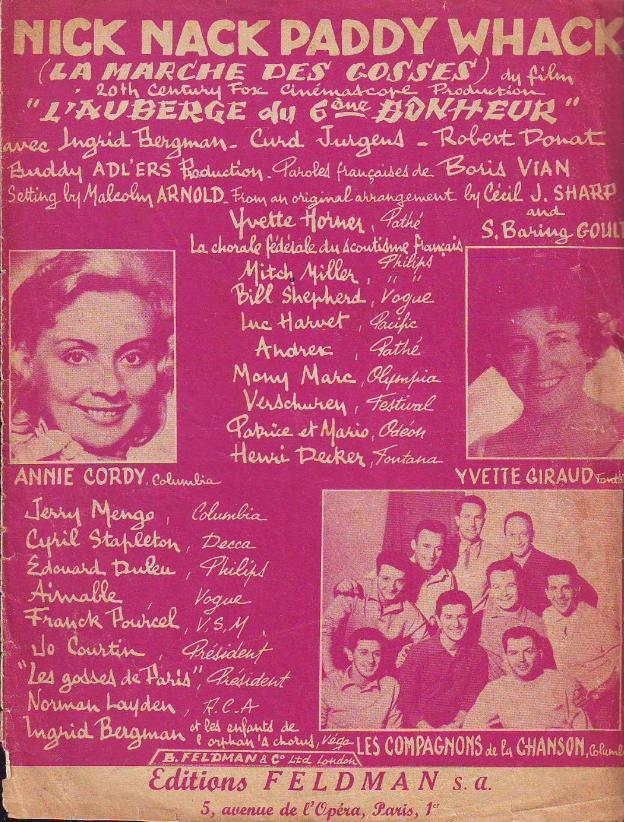 NICK NACK PADDY WHACK
(LA MARCHE DES GOSSES) du film
20th Century Fox Cinémascope Production
"L'AUBERGE du 6ème BONHEUR"
avec Ingrid Bergman - Curd Jurgens - Robert Donat
Buddy ADL'ERS Production - Paroles françaises de Boris VIAN
Setting by Malcolm ARNOLD. From an original arrangement by Cécil J. SHARP
and
S. Baring GOULT
Yvette Horner, Pathé
La chorale fédérale du scoutisme français,
Philips
Mitch Miller, " "
Bill Shepherd, Vogue
Luc Harvet, Pacific
Andrex, Pathé
Mony Marc, Olympia
Verschuren, Festival
Patrice et Mario, Odéon
Henri Decker, Fontana
ANNIE CORDY, Columbia
YVETTE GIRAUD
Jerry Mengo, Columbia
Cyril Stapleton, Decca
Edouard Duleu, Philips
Aimable Vogue
Franck Pourcel, V.S.M.
Jo Courtin, Président
"Les gosses de Paris", Président
Norman Layden, R.C.A
Ingrid Bergman et les enfants de
l'orphan's chorus, Véga
LES COMPAGNONS de la CHANSON, Colum
B. FELDMAN & Co Ltd London
Editions FELDMAN s. a.
5, avenue de l'Opéra, Paris, 1er